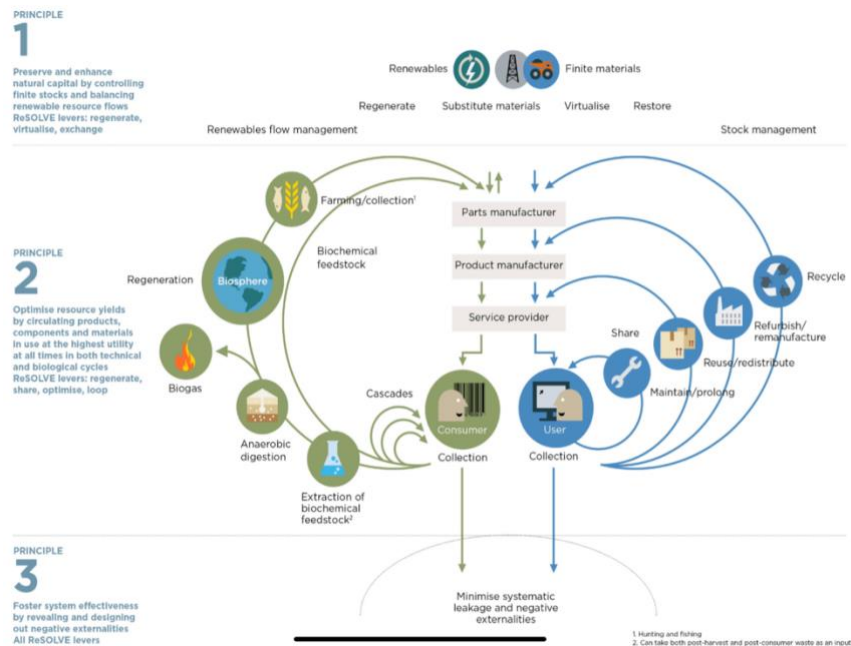 PRINCIPLE
1
Preserve and enhance
natural capital by controlling
finite stocks and balancing
renewable resource flows
ReSOLVE levers: regenerate,
virtualise, exchange
Renewables
Finite materials
Regenerate
Substitute materials
Virtualise
Restore
Renewables flow management
Stock management
PRINCIPLE
2
Optimise resource yields
by circulating products,
components and materials
in use at the highest utility
at all times in both technical
and biological cycles
ReSOLVE levers: regenerate,
share, optimise, loop
Farming/collection¹
Biochemical
feedstock
Regeneration
Biosphere
Biogas
Anaerobic
digestion
Extraction of
biochemical
feedstock²
Cascades
Parts manufacturer
Product manufacturer
Service provider
Consumer
Collection
User
Collection
Share
Maintain/prolong
Reuse/redistribute
Refurbish/
remanufacture
Recycle
PRINCIPLE
3
Foster system effectiveness
by revealing and designing
out negative externalities
All ReSOLVE levers
Minimise systematic
leakage and negative
externalities
1. Hunting and fishing
2. Can take both post-harvest and post-consumer waste as an input